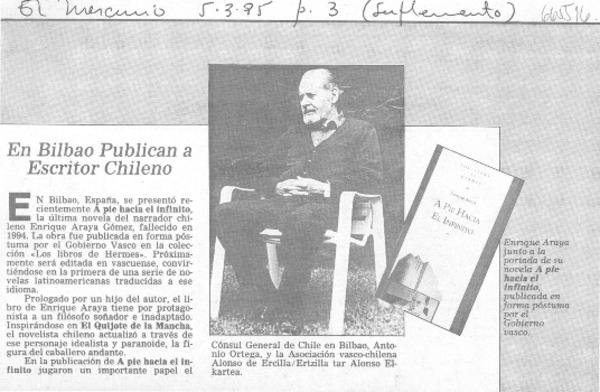 El Mercurio 5.3.95 p. 3 (Suplemento) 665516
En Bilbao Publican a
Escritor Chileno
EN Bilbao, España, se presentó re-
cientemente A pie hacia el infinito,
la última novela del narrador chi-
leno Enrique Araya Gómez, fallecido en
1994. La obra fue publicada en forma pós-
tuma por el Gobierno Vasco en la colec-
ción «Los libros de Hermes». Próxima-
mente será editada en vascuense, convir-
tiéndose en la primera de una serie de no-
velas latinoamericanas traducidas a ese
idioma.
Prologado por un hijo del autor, el li-
bro de Enrique Araya tiene por protago-
nista a un filósofo soñador e inadaptado.
Inspirándose en El Quijote de la Mancha,
el novelista chileno actualizó a través de
ese personaje idealista y paranoide, la fi-
gura del caballero andante.
En la publicación de A pie hacia el in-
finito jugaron un importante papel el
Cónsul General de Chile en Bilbao, Anto-
nio Ortega, y la Asociación vasco-chilena
Alonso de Ercilla/Ertzilla tar Alonso El-
kartea.
A PIE HACIA
EL INFINITO
Enrique Araya
junto a la
portada de su
novela A pie
hacia el
infinito,
publicada en
forma póstuma
por el
Gobierno
vasco.